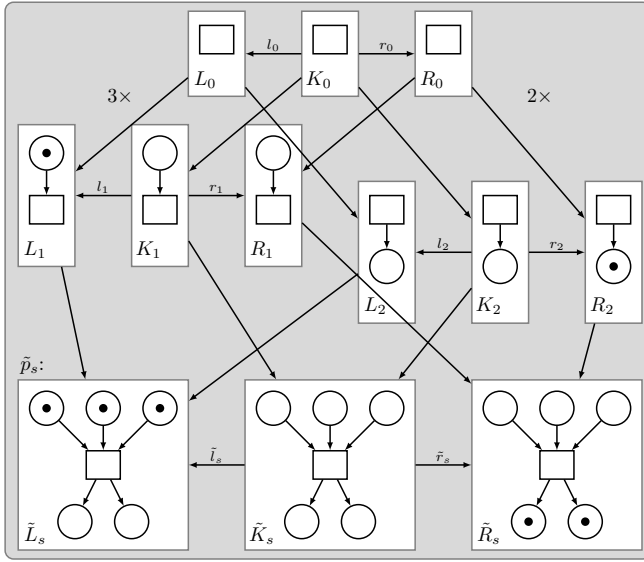 l₀ r₀
L₀ K₀ R₀
3× 2×
l₁ r₁
L₁ K₁ R₁
l₂ r₂
L₂ K₂ R₂
p̃ₛ:
l̃ₛ r̃ₛ
L̃ₛ K̃ₛ R̃ₛ